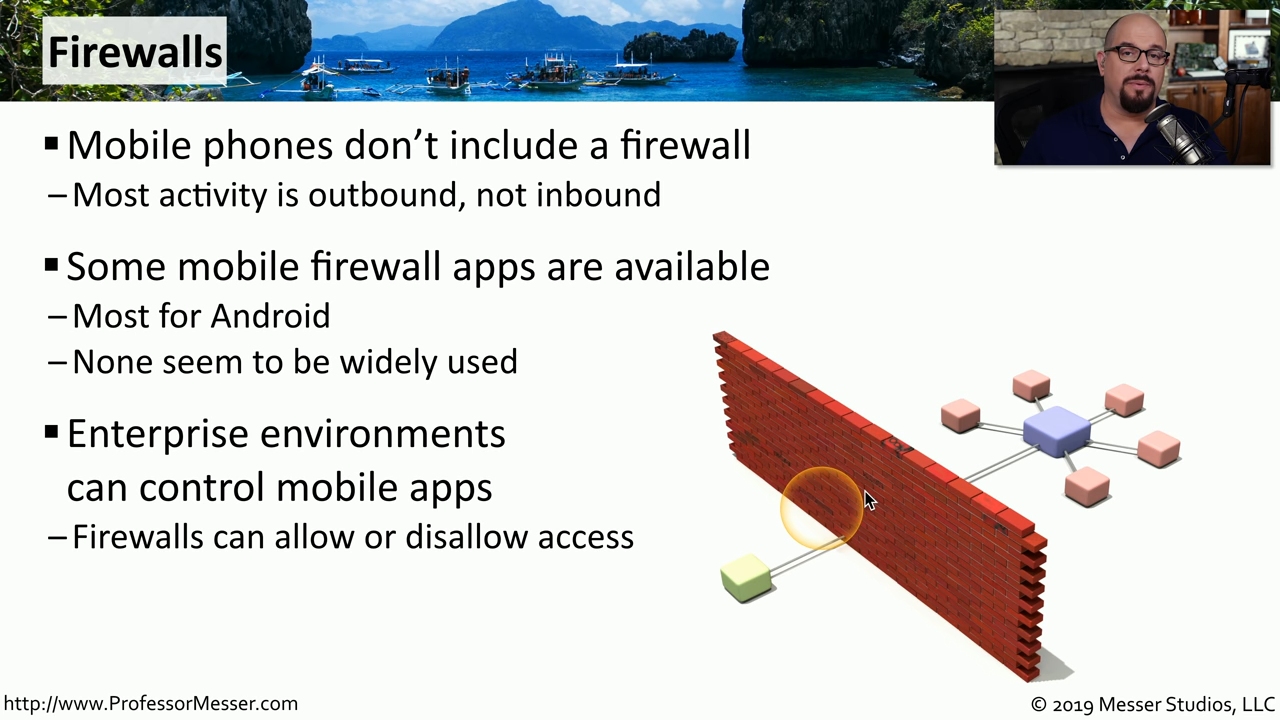 Firewalls
▪ Mobile phones don’t include a firewall
– Most activity is outbound, not inbound
▪ Some mobile firewall apps are available
– Most for Android
– None seem to be widely used
▪ Enterprise environments
can control mobile apps
– Firewalls can allow or disallow access
http://www.ProfessorMesser.com
© 2019 Messer Studios, LLC